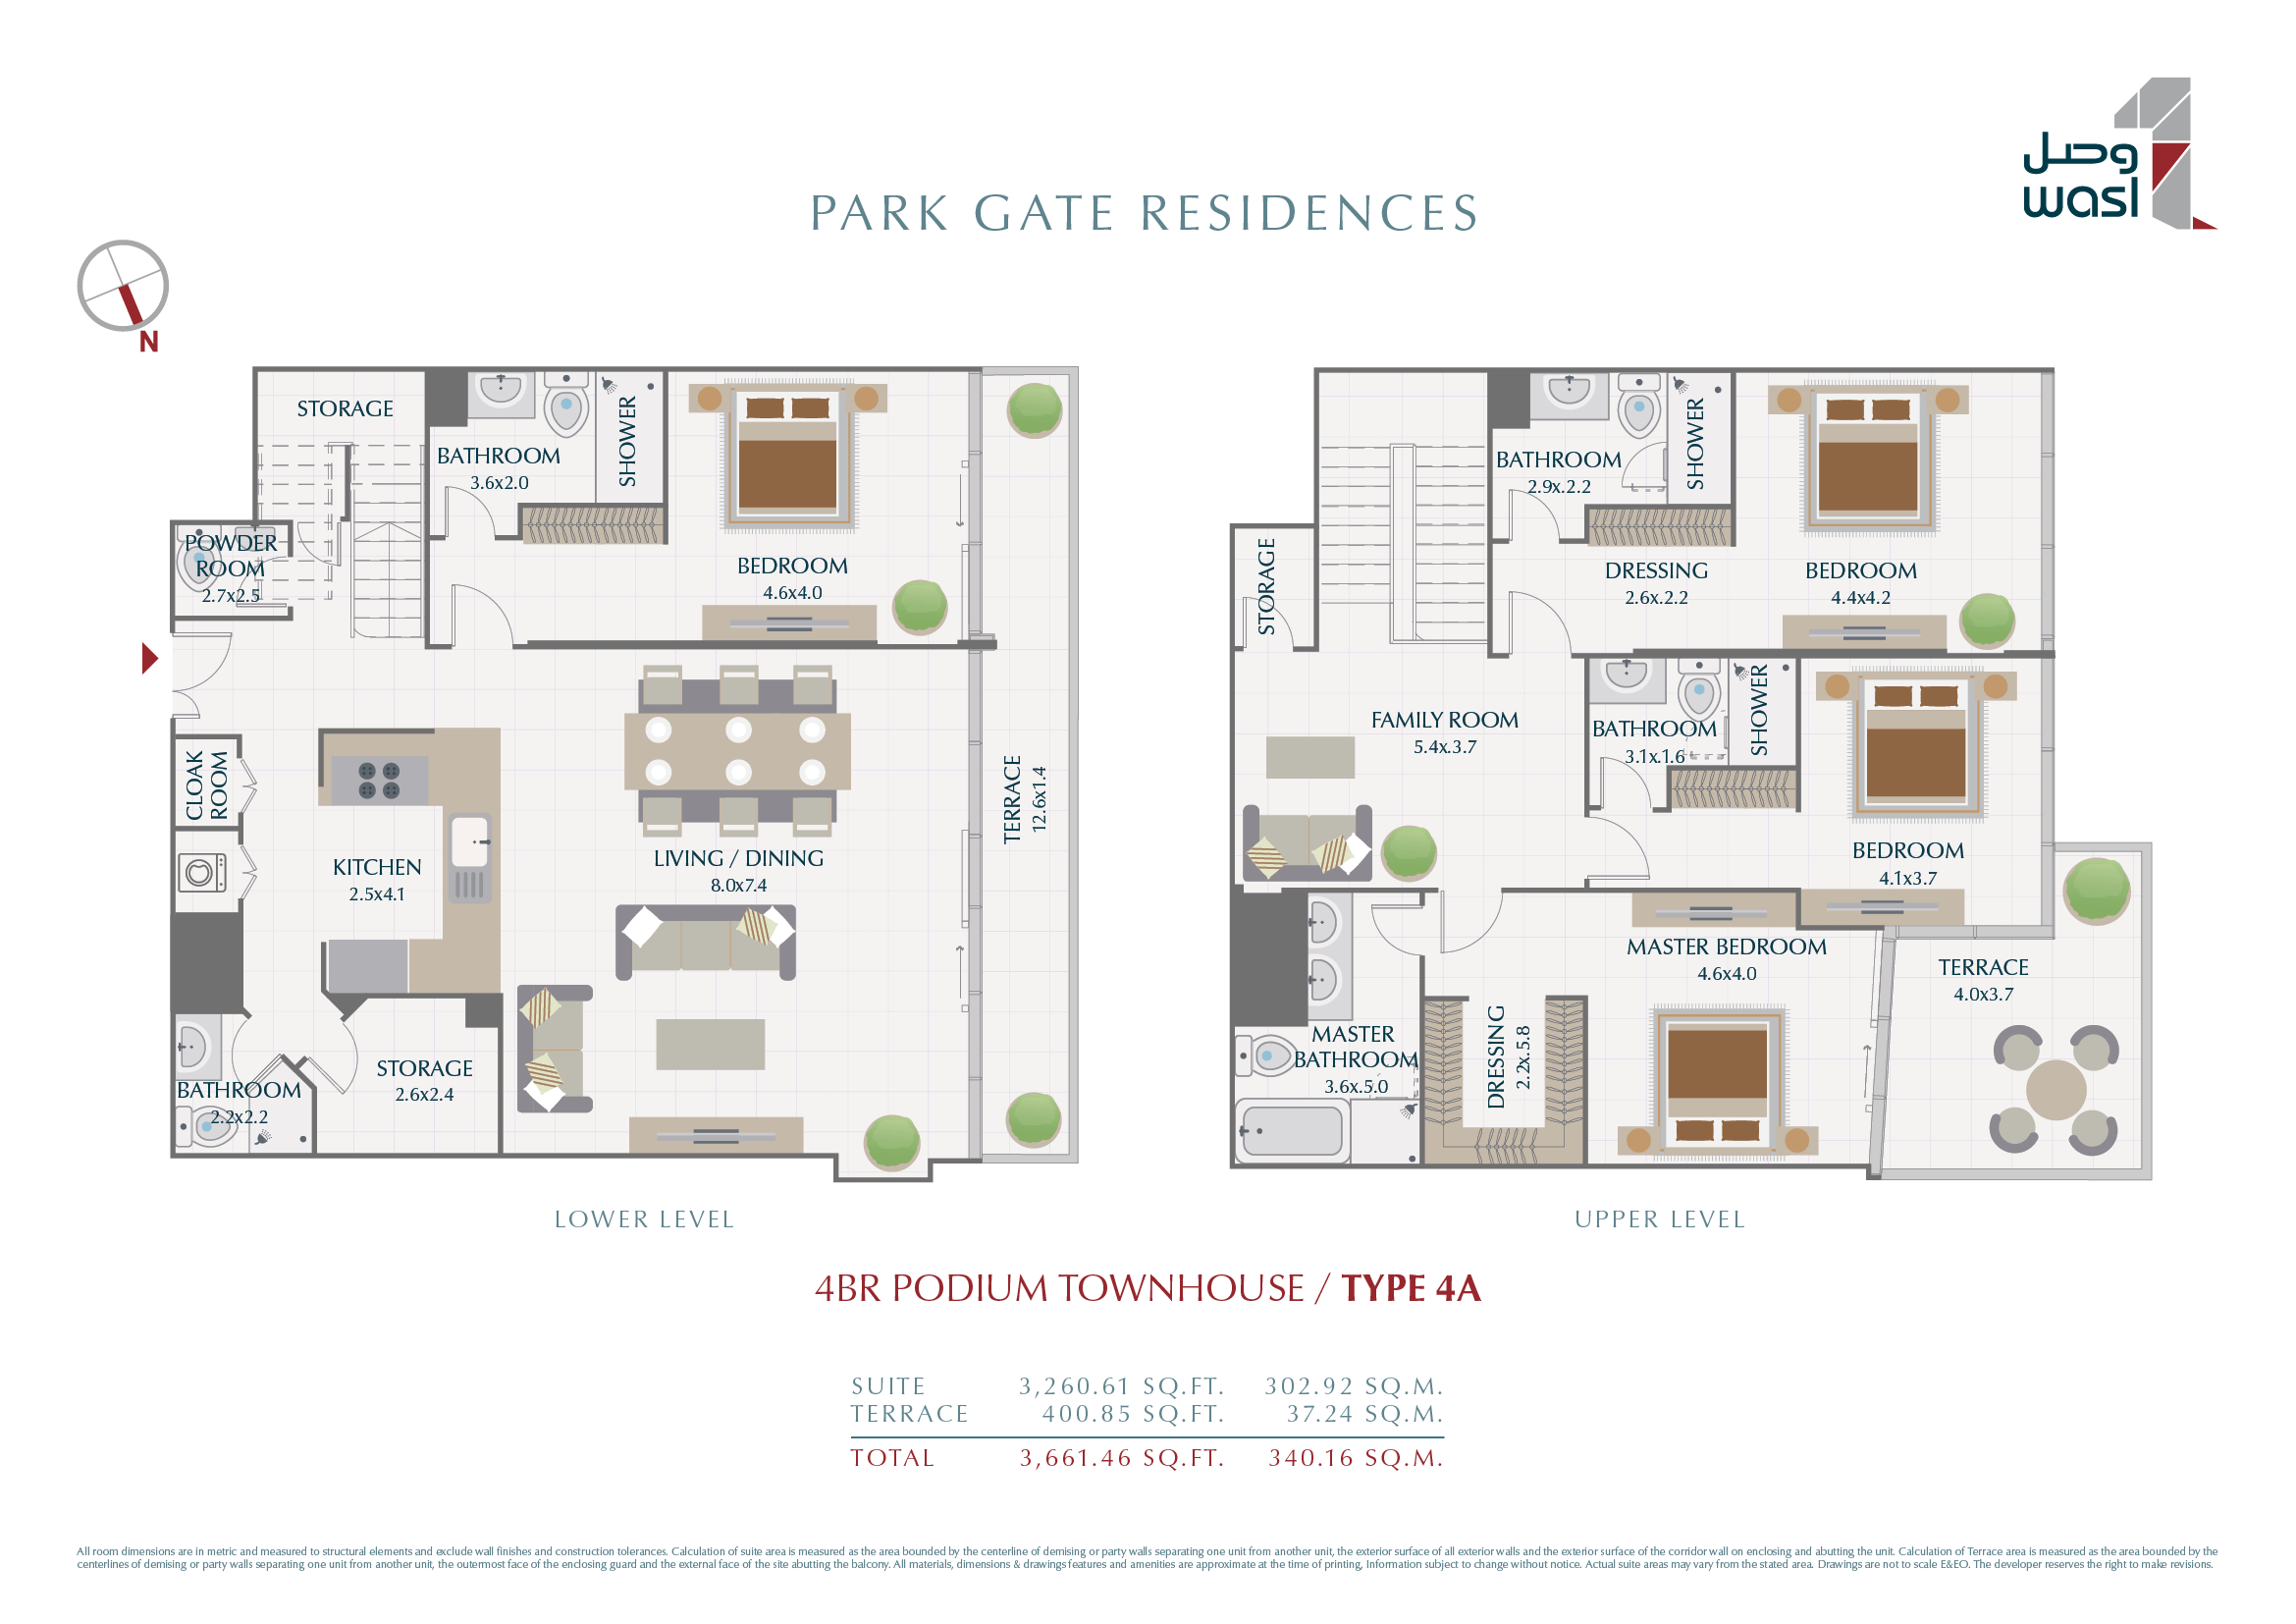 وصل
wasl
PARK GATE RESIDENCES
N
STORAGE
BATHROOM
3.6x2.0
SHOWER
POWDER
ROOM
2.7x2.5
BEDROOM
4.6x4.0
CLOAK
ROOM
KITCHEN
2.5x4.1
LIVING / DINING
8.0x7.4
TERRACE
12.6x1.4
STORAGE
2.6x2.4
BATHROOM
2.2x2.2
LOWER LEVEL
BATHROOM
2.9x.2.2
SHOWER
STORAGE
DRESSING
2.6x.2.2
BEDROOM
4.4x4.2
FAMILY ROOM
5.4x.3.7
BATHROOM
3.1x.1.6
SHOWER
BEDROOM
4.1x3.7
MASTER BEDROOM
4.6x4.0
TERRACE
4.0x3.7
MASTER
BATHROOM
3.6x.5.0
DRESSING
2.2x.5.8
UPPER LEVEL
4BR PODIUM TOWNHOUSE / TYPE 4A
SUITE 3,260.61 SQ.FT. 302.92 SQ.M.
TERRACE 400.85 SQ.FT. 37.24 SQ.M.
TOTAL 3,661.46 SQ.FT. 340.16 SQ.M.
All room dimensions are in metric and measured to structural elements and exclude wall finishes and construction tolerances. Calculation of suite area is measured as the area bounded by the centerline of demising or party walls separating one unit from another unit, the exterior surface of all exterior walls and the exterior surface of the corridor wall on enclosing and abutting the unit. Calculation of Terrace area is measured as the area bounded by the
centerlines of demising or party walls separating one unit from another unit, the outermost face of the enclosing guard and the external face of the site abutting the balcony. All materials, dimensions & drawings features and amenities are approximate at the time of printing, Information subject to change without notice. Actual suite areas may vary from the stated area. Drawings are not to scale E&EO. The developer reserves the right to make revisions.